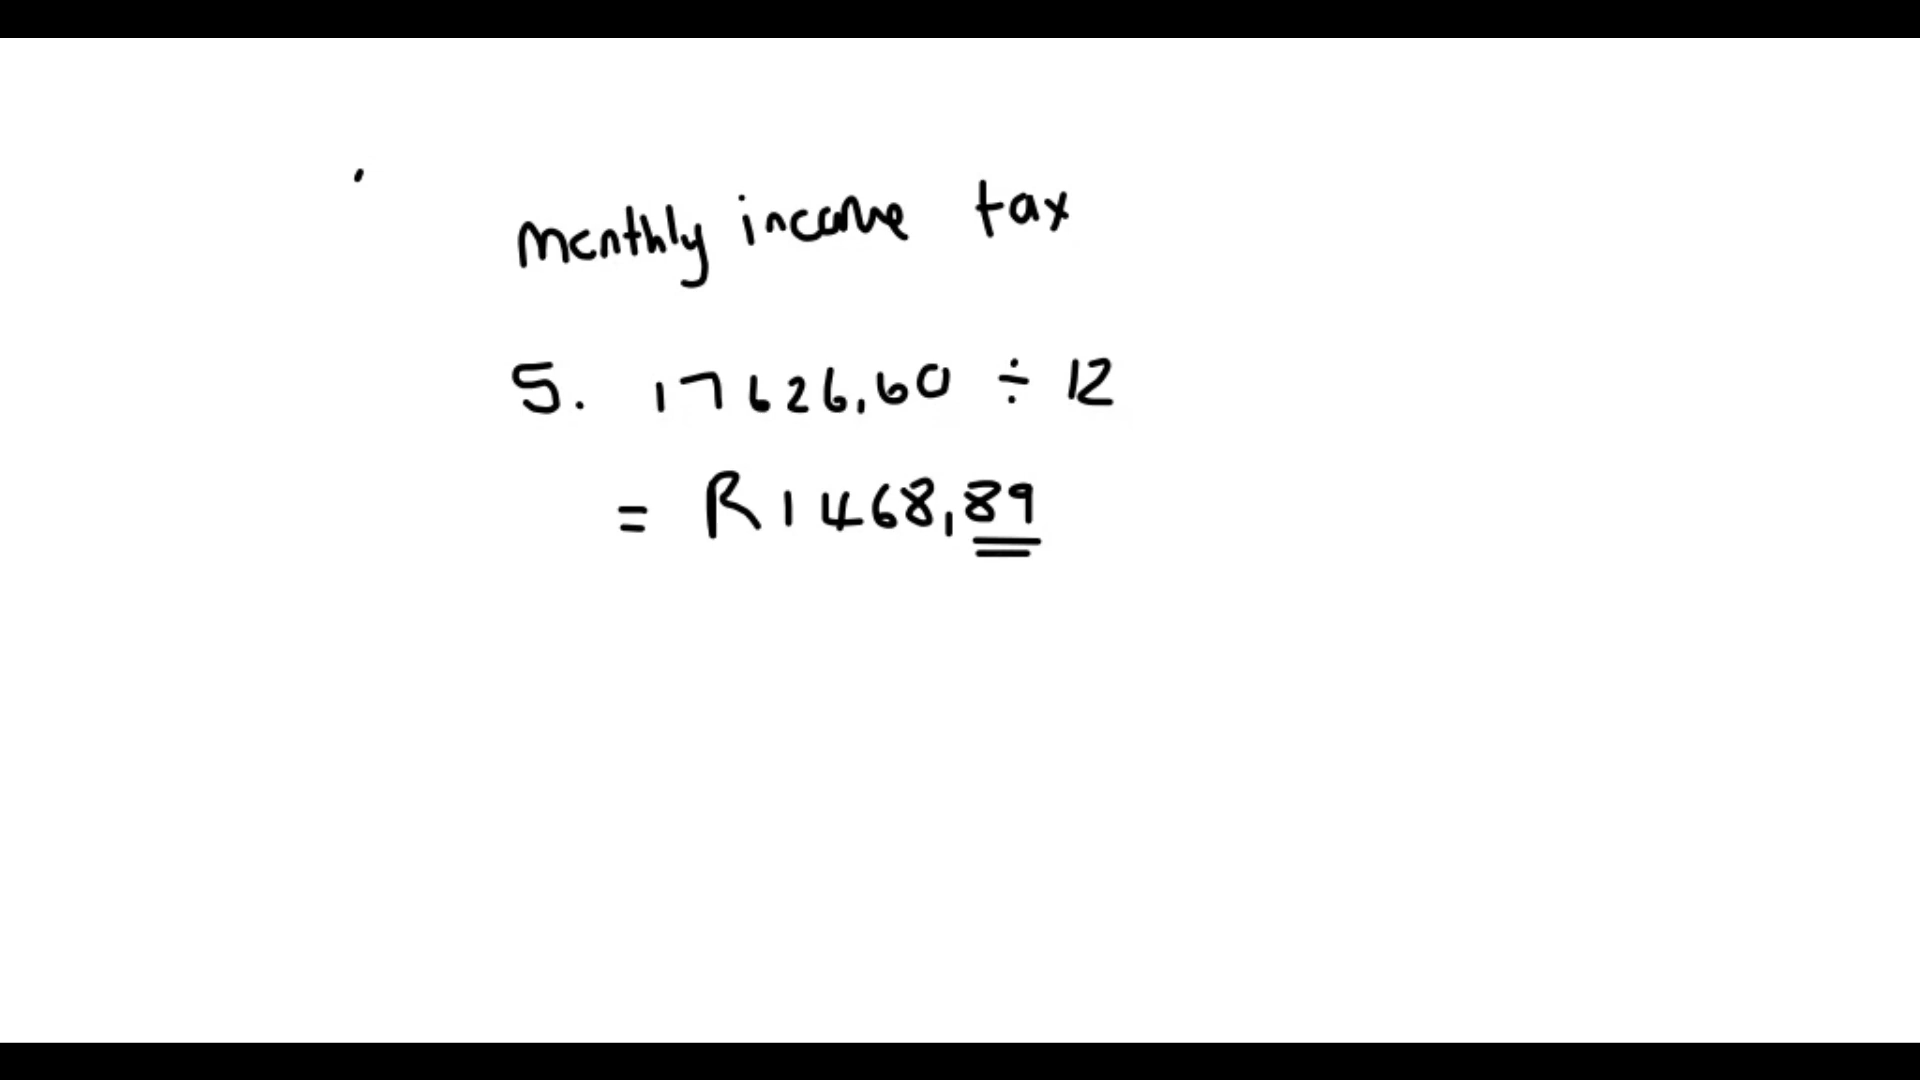 monthly income tax
5. 17626,60 ÷ 12
= R1468,89